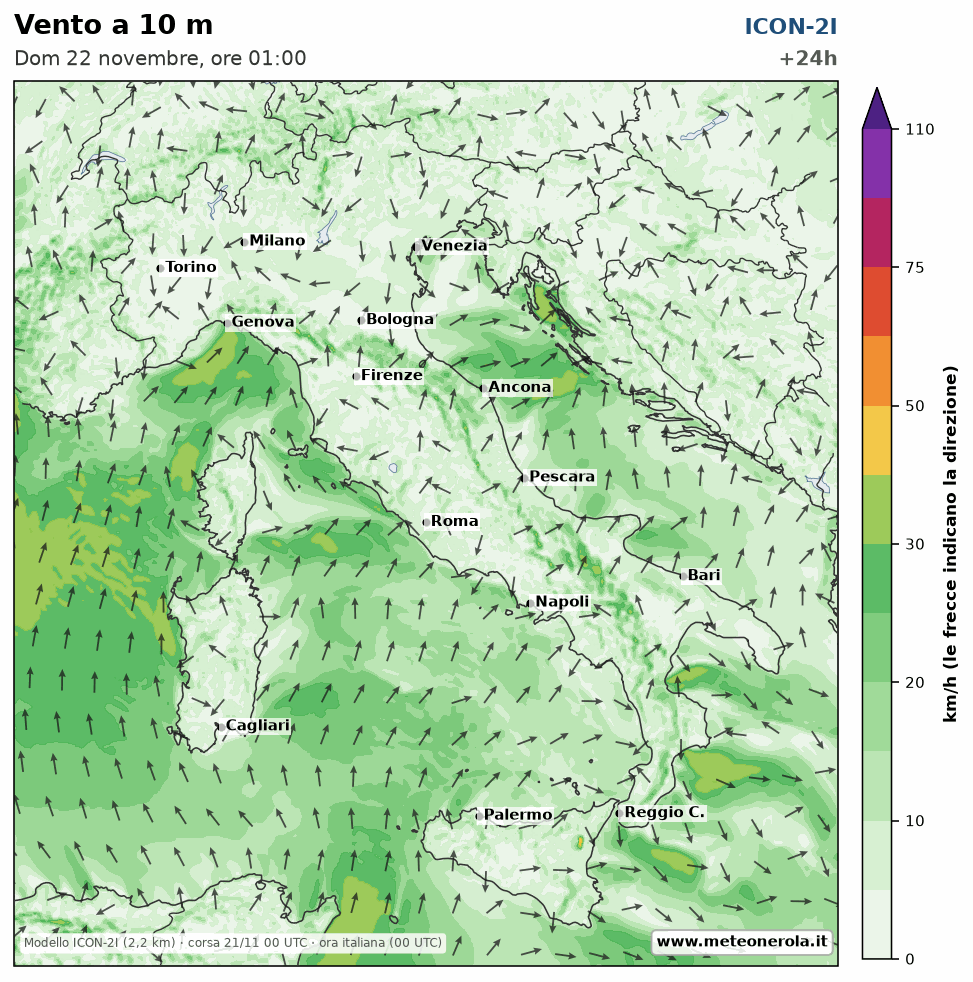 Vento a 10 m
ICON-2I
Dom 22 novembre, ore 01:00
+24h
110
75
50
30
20
10
0
km/h (le frecce indicano la direzione)
Milano
Venezia
Torino
Genova
Bologna
Firenze
Ancona
Pescara
Roma
Bari
Napoli
Cagliari
Palermo
Reggio C.
Modello ICON-2I (2,2 km) · corsa 21/11 00 UTC · ora italiana (00 UTC)
www.meteonerola.it